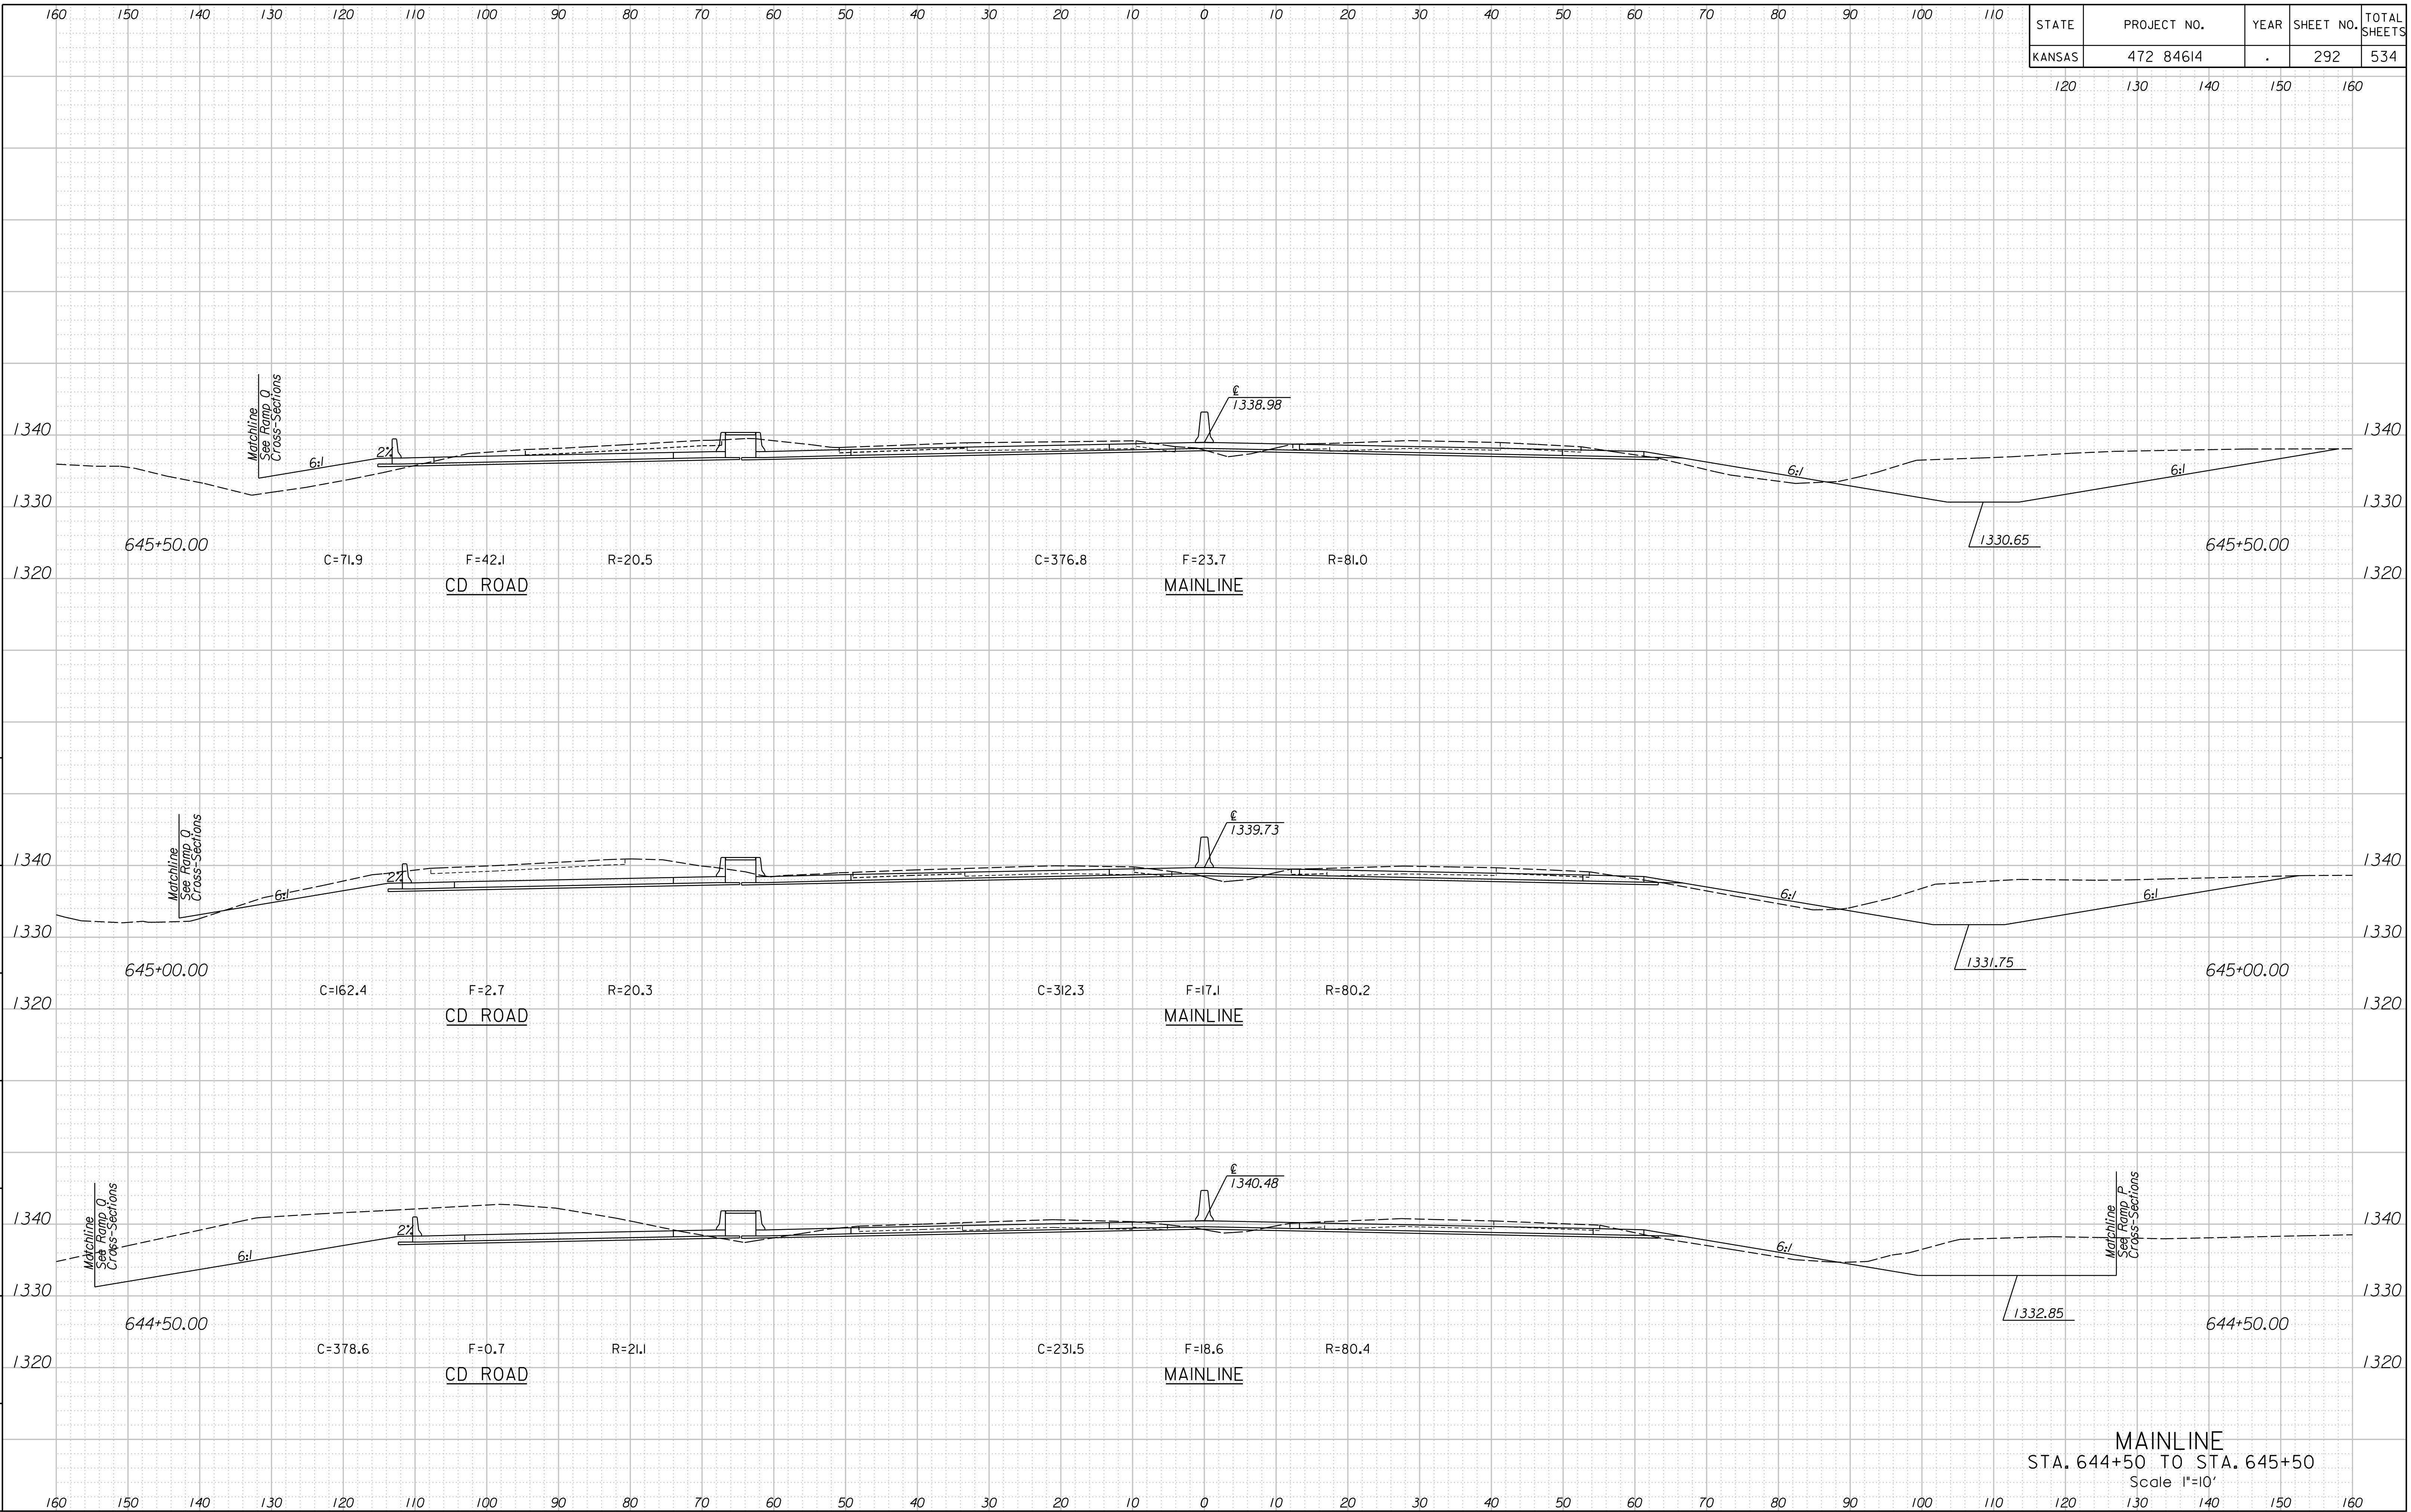 160 150 140 130 120 110 100 90 80 70 60 50 40 30 20 10 0 10 20 30 40 50 60 70 80 90 100 110
STATE PROJECT NO. YEAR SHEET NO. TOTAL SHEETS
KANSAS 472 84614 . 292 534
120 130 140 150 160
Matchline
See Ramp Q
Cross-Sections
℄
1338.98
1340 1340
2% 6:1 6:1 6:1
1330 1330
1330.65
645+50.00 645+50.00
C=71.9 F=42.1 R=20.5 C=376.8 F=23.7 R=81.0
1320 1320
CD ROAD MAINLINE
Matchline
See Ramp Q
Cross-Sections
℄
1339.73
1340 1340
2%
6:1 6:1 6:1
1330 1330
1331.75
645+00.00 645+00.00
C=162.4 F=2.7 R=20.3 C=312.3 F=17.1 R=80.2
1320 1320
CD ROAD MAINLINE
℄
1340.48
Matchline
See Ramp Q
Cross-Sections
Matchline
See Ramp P
Cross-Sections
1340 1340
2%
6:1 6:1
1330 1330
1332.85
644+50.00 644+50.00
C=378.6 F=0.7 R=21.1 C=231.5 F=18.6 R=80.4
1320 1320
CD ROAD MAINLINE
MAINLINE
STA. 644+50 TO STA. 645+50
Scale 1"=10'
160 150 140 130 120 110 100 90 80 70 60 50 40 30 20 10 0 10 20 30 40 50 60 70 80 90 100 110 120 130 140 150 160